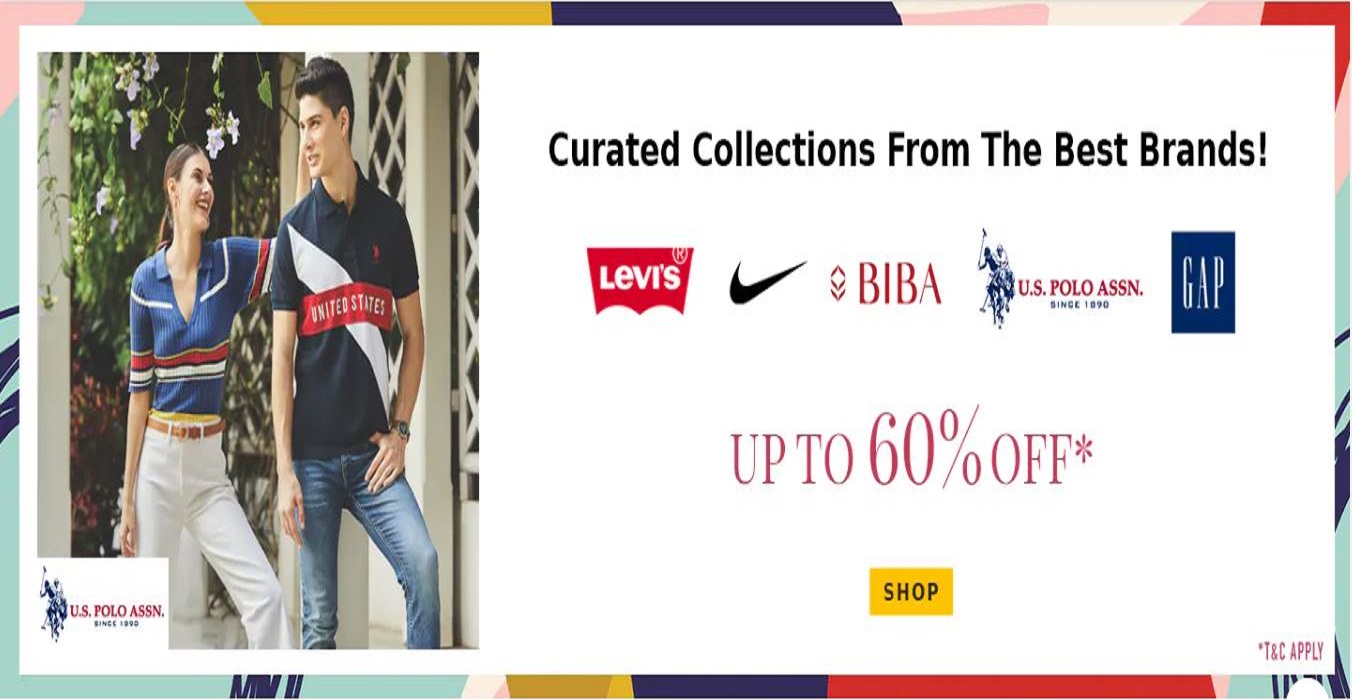 UNITED STATES
U.S. POLO ASSN.
SINCE 1890
Curated Collections From The Best Brands!
LEVI'S®
BIBA
U.S. POLO ASSN.
SINCE 1890
GAP
UP TO 60% OFF*
SHOP
*T&C APPLY